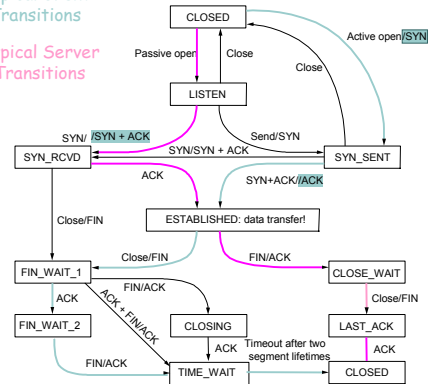 CLOSED
Transitions
Active open/SYN
pical Server
Transitions
Passive open
Close
Close
LISTEN
SYN/ /SYN + ACK
Send/SYN
SYN/SYN + ACK
SYN_RCVD
SYN_SENT
ACK
SYN+ACK//ACK
Close/FIN
ESTABLISHED: data transfer!
Close/FIN
FIN/ACK
FIN_WAIT_1
CLOSE_WAIT
FIN/ACK
ACK
ACK + FIN/ACK
Close/FIN
FIN_WAIT_2
CLOSING
LAST_ACK
ACK
Timeout after two
segment lifetimes
ACK
FIN/ACK
TIME_WAIT
CLOSED